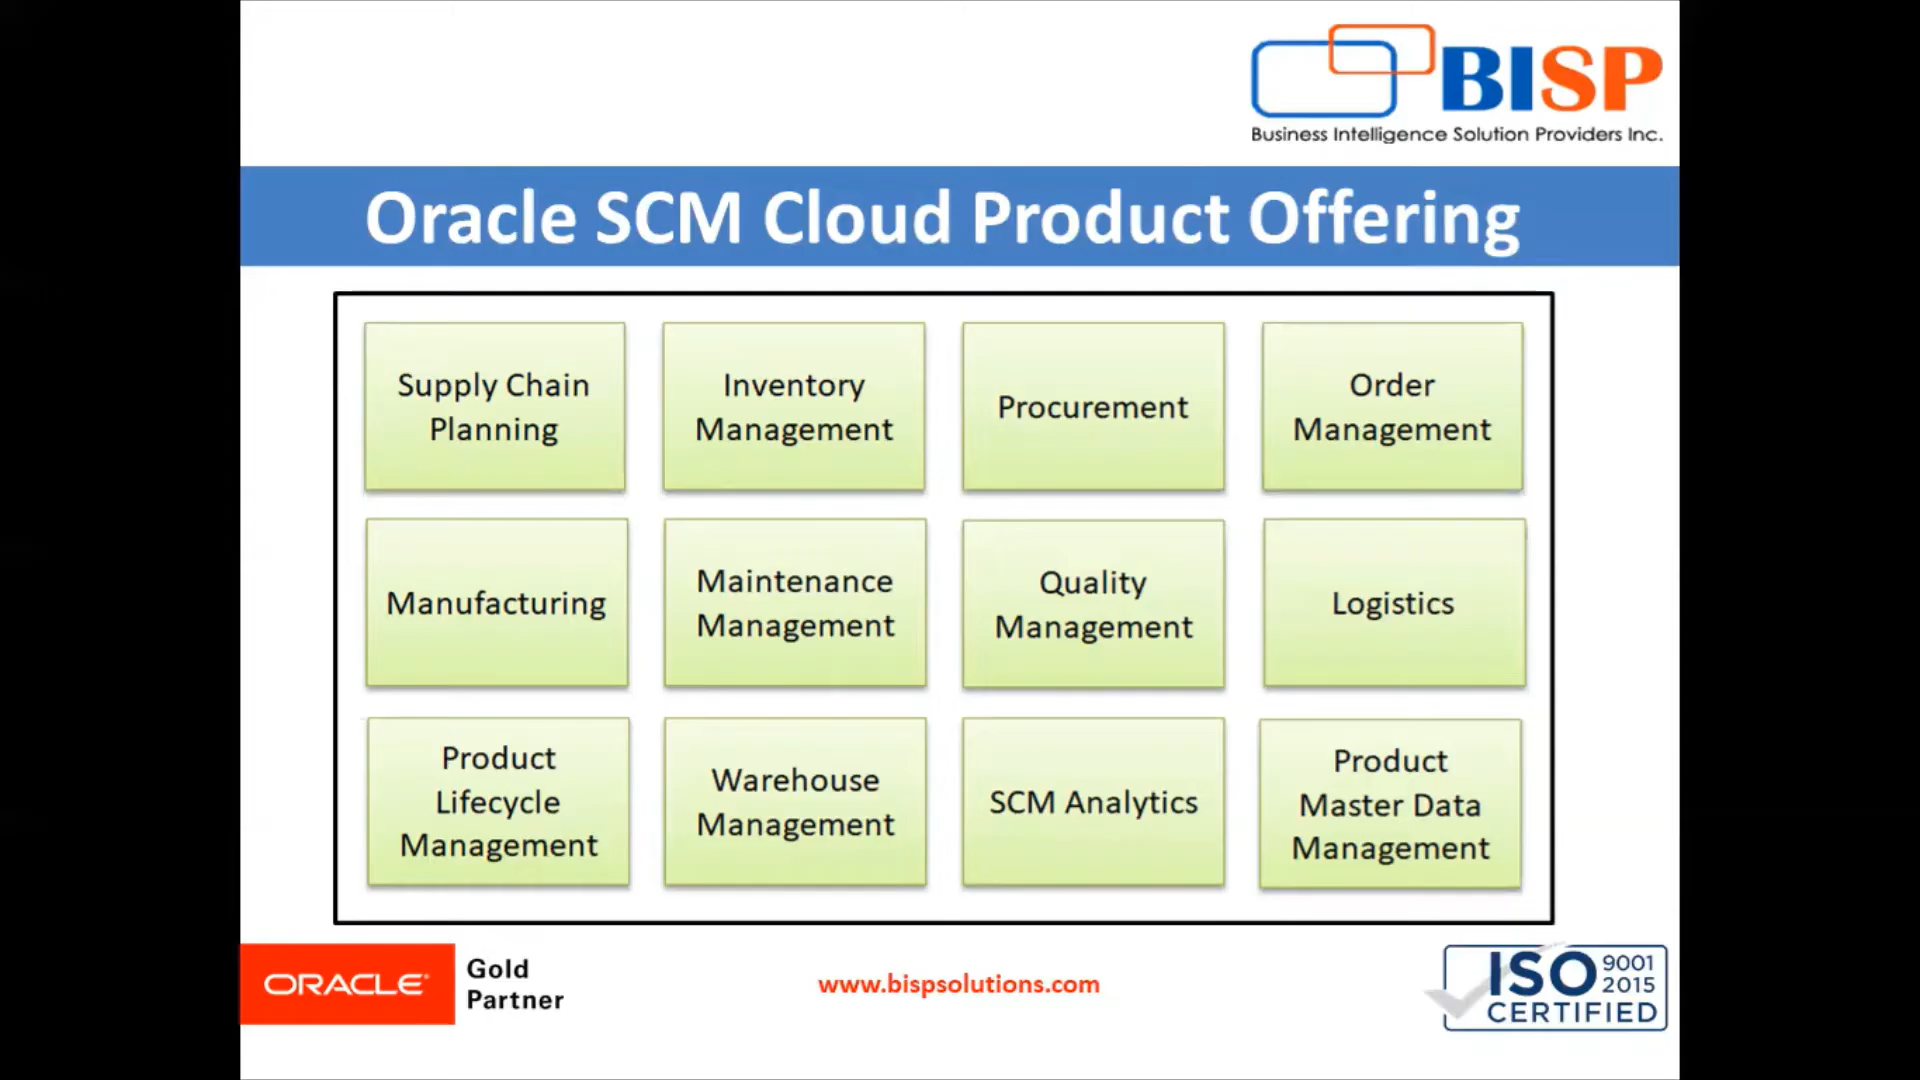 BISP
Business Intelligence Solution Providers Inc.
Oracle SCM Cloud Product Offering
Supply Chain
Planning
Inventory
Management
Procurement
Order
Management
Manufacturing
Maintenance
Management
Quality
Management
Logistics
Product
Lifecycle
Management
Warehouse
Management
SCM Analytics
Product
Master Data
Management
ORACLE®
Gold
Partner
www.bispsolutions.com
ISO 9001
2015
CERTIFIED